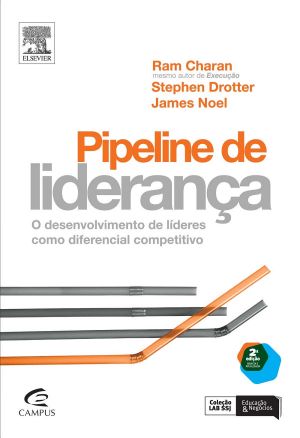 ELSEVIER
Ram Charan
mesmo autor de Execução
Stephen Drotter
James Noel
Pipeline de
liderança
O desenvolvimento de líderes
como diferencial competitivo
2ª
edição
CAMPUS
Coleção
LAB SSJ
Educação
& Negócios